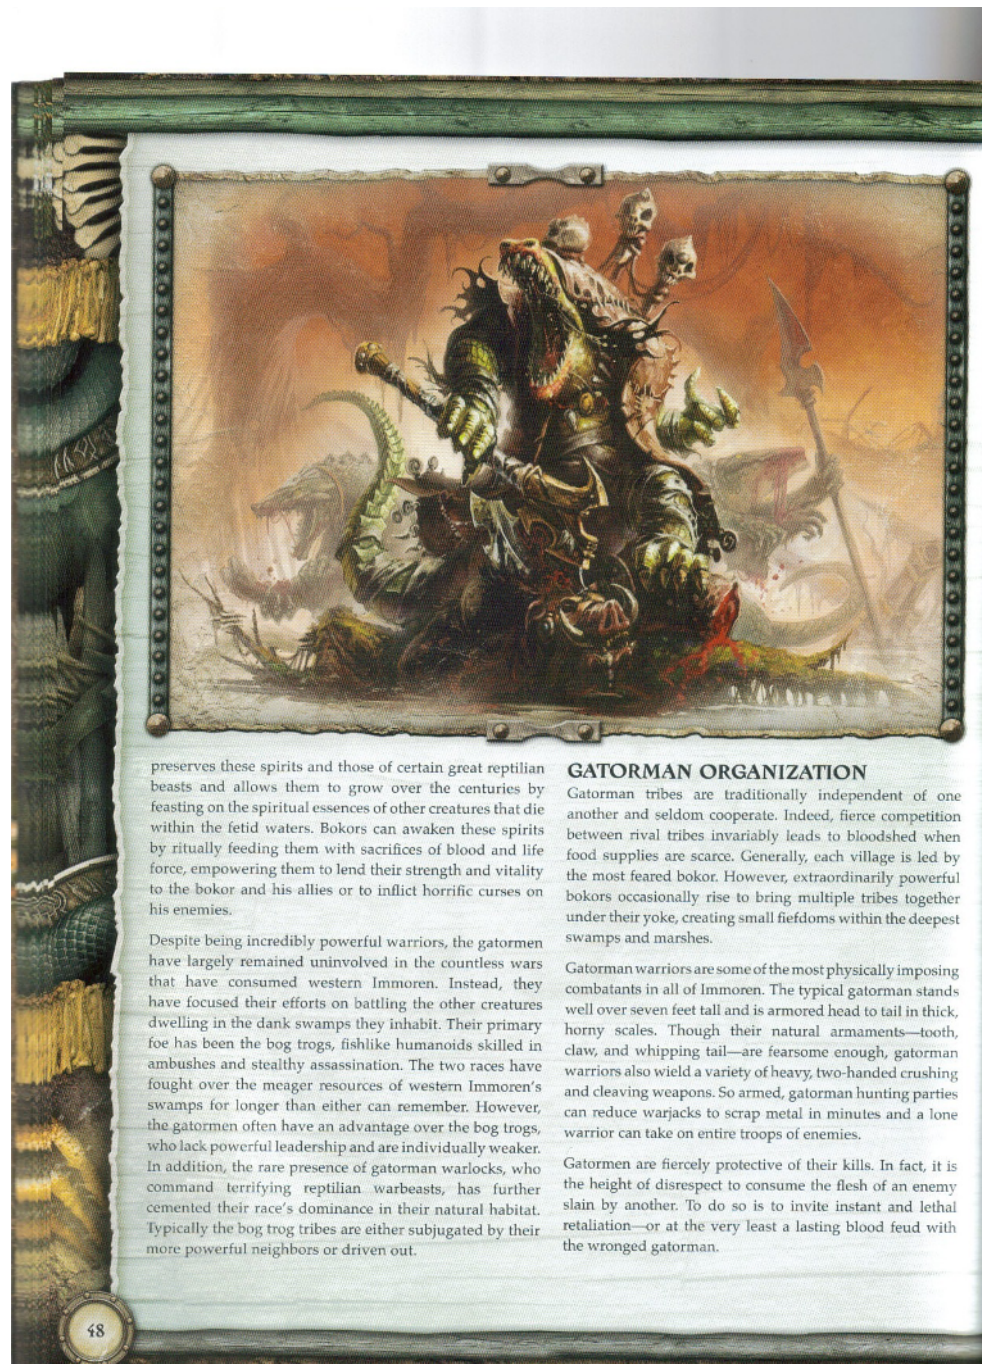 preserves these spirits and those of certain great reptilian
beasts and allows them to grow over the centuries by
feasting on the spiritual essences of other creatures that die
within the fetid waters. Bokors can awaken these spirits
by ritually feeding them with sacrifices of blood and life
force, empowering them to lend their strength and vitality
to the bokor and his allies or to inflict horrific curses on
his enemies.
Despite being incredibly powerful warriors, the gatormen
have largely remained uninvolved in the countless wars
that have consumed western Immoren. Instead, they
have focused their efforts on battling the other creatures
dwelling in the dank swamps they inhabit. Their primary
foe has been the bog trogs, fishlike humanoids skilled in
ambushes and stealthy assassination. The two races have
fought over the meager resources of western Immoren's
swamps for longer than either can remember. However,
the gatormen often have an advantage over the bog trogs,
who lack powerful leadership and are individually weaker.
In addition, the rare presence of gatorman warlocks, who
command terrifying reptilian warbeasts, has further
cemented their race's dominance in their natural habitat.
Typically the bog trog tribes are either subjugated by their
more powerful neighbors or driven out.
GATORMAN ORGANIZATION
Gatorman tribes are traditionally independent of one
another and seldom cooperate. Indeed, fierce competition
between rival tribes invariably leads to bloodshed when
food supplies are scarce. Generally, each village is led by
the most feared bokor. However, extraordinarily powerful
bokors occasionally rise to bring multiple tribes together
under their yoke, creating small fiefdoms within the deepest
swamps and marshes.
Gatorman warriors are some of the most physically imposing
combatants in all of Immoren. The typical gatorman stands
well over seven feet tall and is armored head to tail in thick,
horny scales. Though their natural armaments—tooth,
claw, and whipping tail—are fearsome enough, gatorman
warriors also wield a variety of heavy, two-handed crushing
and cleaving weapons. So armed, gatorman hunting parties
can reduce warjacks to scrap metal in minutes and a lone
warrior can take on entire troops of enemies.
Gatormen are fiercely protective of their kills. In fact, it is
the height of disrespect to consume the flesh of an enemy
slain by another. To do so is to invite instant and lethal
retaliation—or at the very least a lasting blood feud with
the wronged gatorman.
48